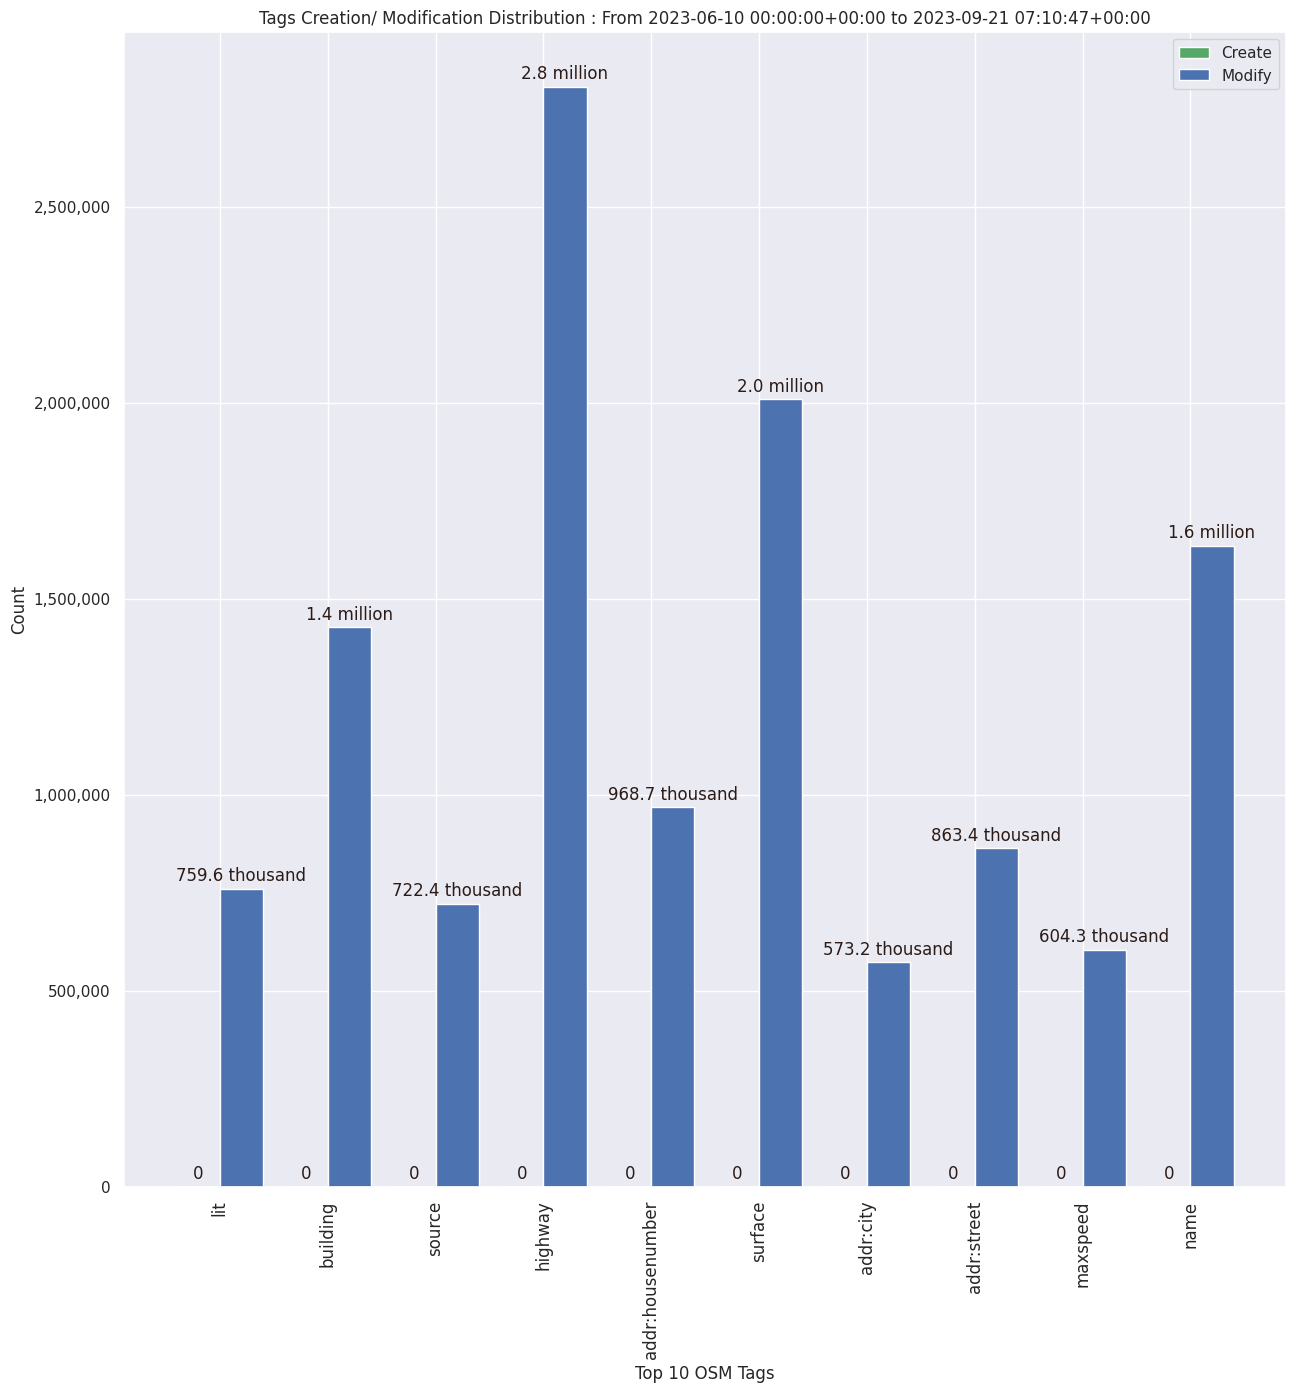 Tags Creation/ Modification Distribution : From 2023-06-10 00:00:00+00:00 to 2023-09-21 07:10:47+00:00
Create
Modify
Count
2,500,000
2,000,000
1,500,000
1,000,000
500,000
0
759.6 thousand
1.4 million
722.4 thousand
2.8 million
968.7 thousand
2.0 million
573.2 thousand
863.4 thousand
604.3 thousand
1.6 million
0
0
0
0
0
0
0
0
0
0
lit
building
source
highway
addr:housenumber
surface
addr:city
addr:street
maxspeed
name
Top 10 OSM Tags